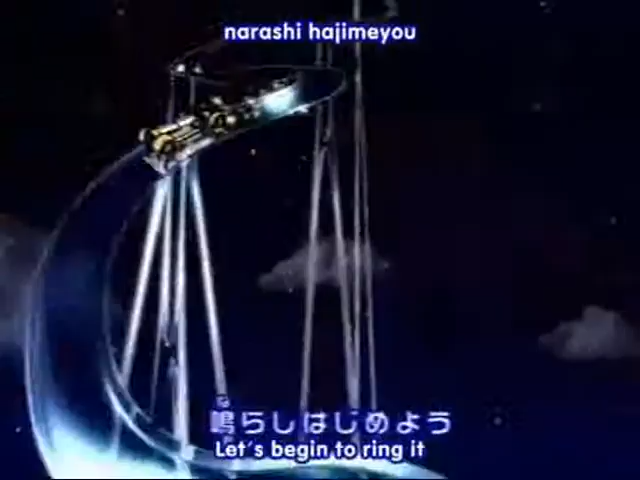 narashi hajimeyou
鳴らしはじめよう
Let's begin to ring it